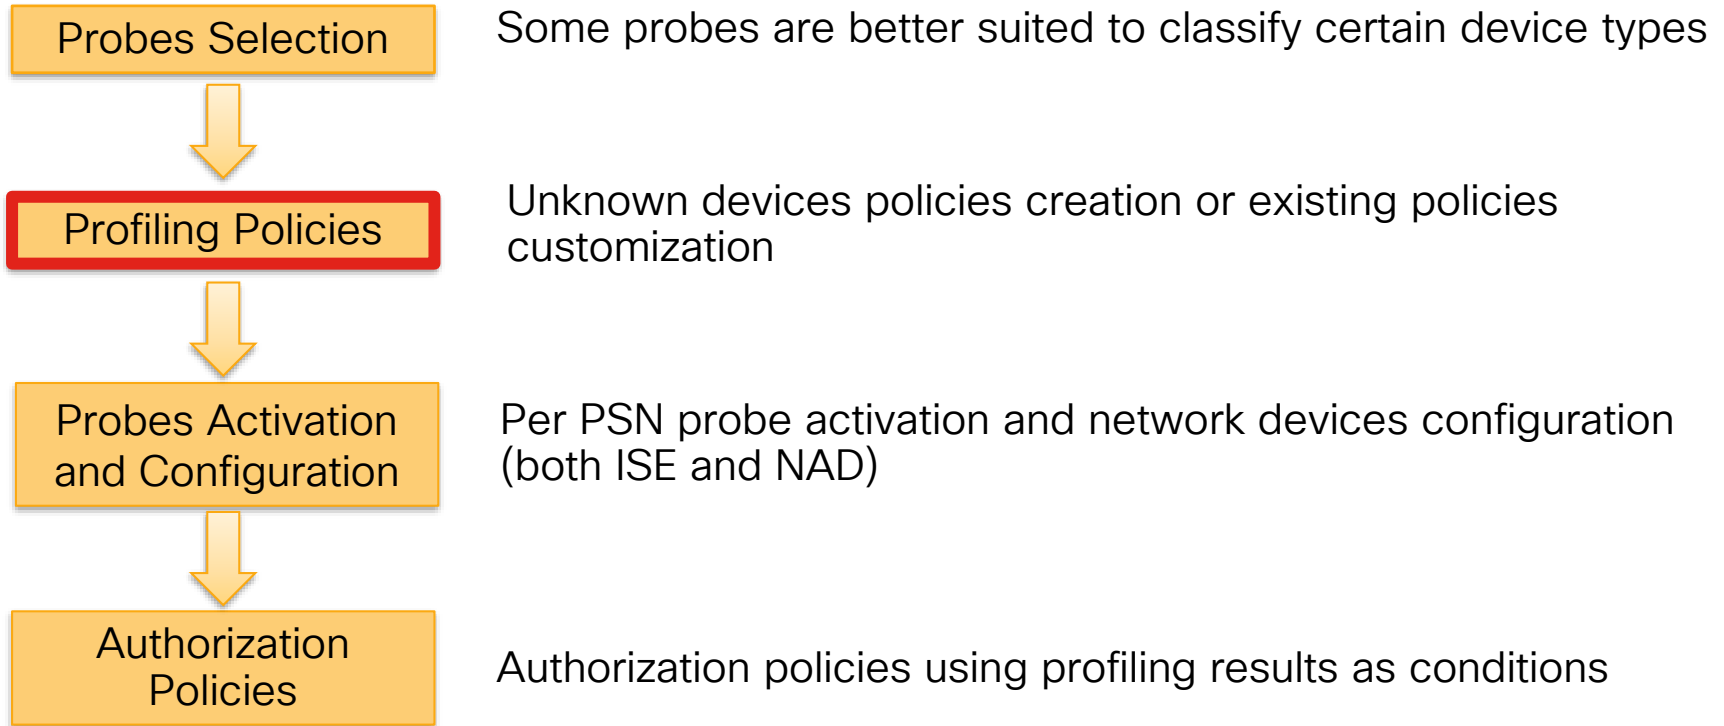 Probes Selection
Some probes are better suited to classify certain device types
Profiling Policies
Unknown devices policies creation or existing policies
customization
Probes Activation
and Configuration
Per PSN probe activation and network devices configuration
(both ISE and NAD)
Authorization
Policies
Authorization policies using profiling results as conditions